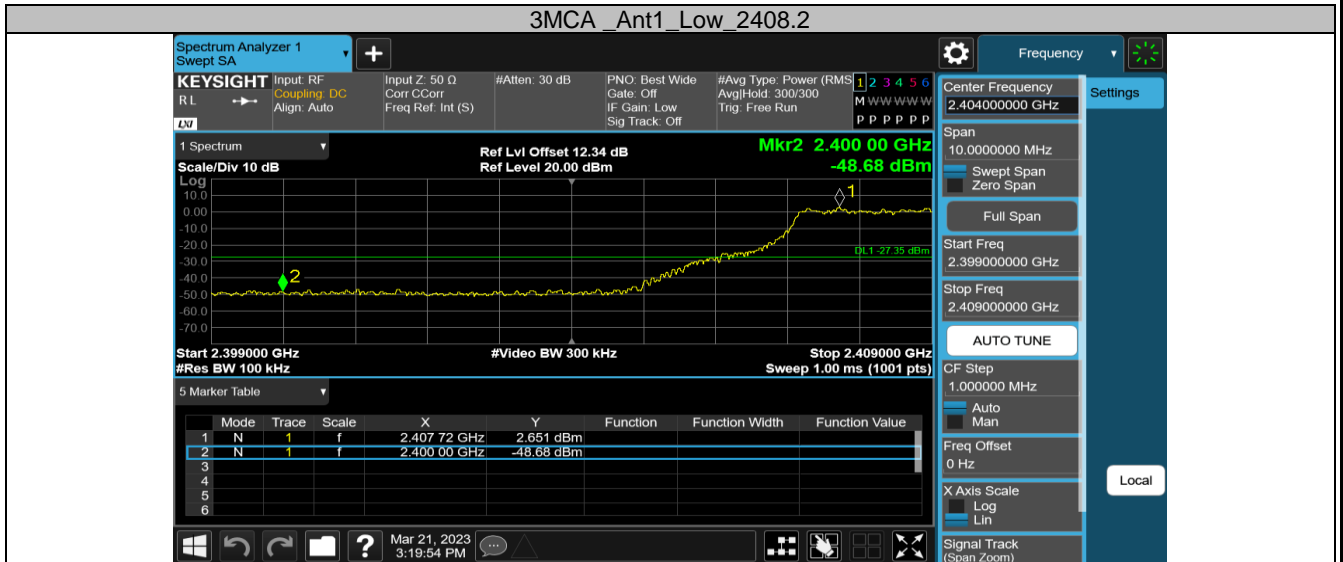 3MCA _Ant1_Low_2408.2
Spectrum Analyzer 1
Swept SA
Frequency
KEYSIGHT
R L
LXI
Input: RF
Coupling: DC
Align: Auto
Input Z: 50 Ω
Corr CCorr
Freq Ref: Int (S)
#Atten: 30 dB
PNO: Best Wide
Gate: Off
IF Gain: Low
Sig Track: Off
#Avg Type: Power (RMS
Avg|Hold: 300/300
Trig: Free Run
1 2 3 4 5 6
M W W W W W
P P P P P P
1 Spectrum
Scale/Div 10 dB
Ref Lvl Offset 12.34 dB
Ref Level 20.00 dBm
Mkr2 2.400 00 GHz
-48.68 dBm
Log
10.0
0.00
-10.0
-20.0
-30.0
-40.0
-50.0
-60.0
-70.0
1
2
DL1 -27.35 dBm
Start 2.399000 GHz
#Video BW 300 kHz
Stop 2.409000 GHz
#Res BW 100 kHz
Sweep 1.00 ms (1001 pts)
5 Marker Table
Mode Trace Scale X Y Function Function Width Function Value
1 N 1 f 2.407 72 GHz 2.651 dBm
2 N 1 f 2.400 00 GHz -48.68 dBm
3
4
5
6
Mar 21, 2023
3:19:54 PM
Center Frequency
2.404000000 GHz
Settings
Span
10.0000000 MHz
Swept Span
Zero Span
Full Span
Start Freq
2.399000000 GHz
Stop Freq
2.409000000 GHz
AUTO TUNE
CF Step
1.000000 MHz
Auto
Man
Freq Offset
0 Hz
X Axis Scale
Log
Lin
Local
Signal Track
(Span Zoom)